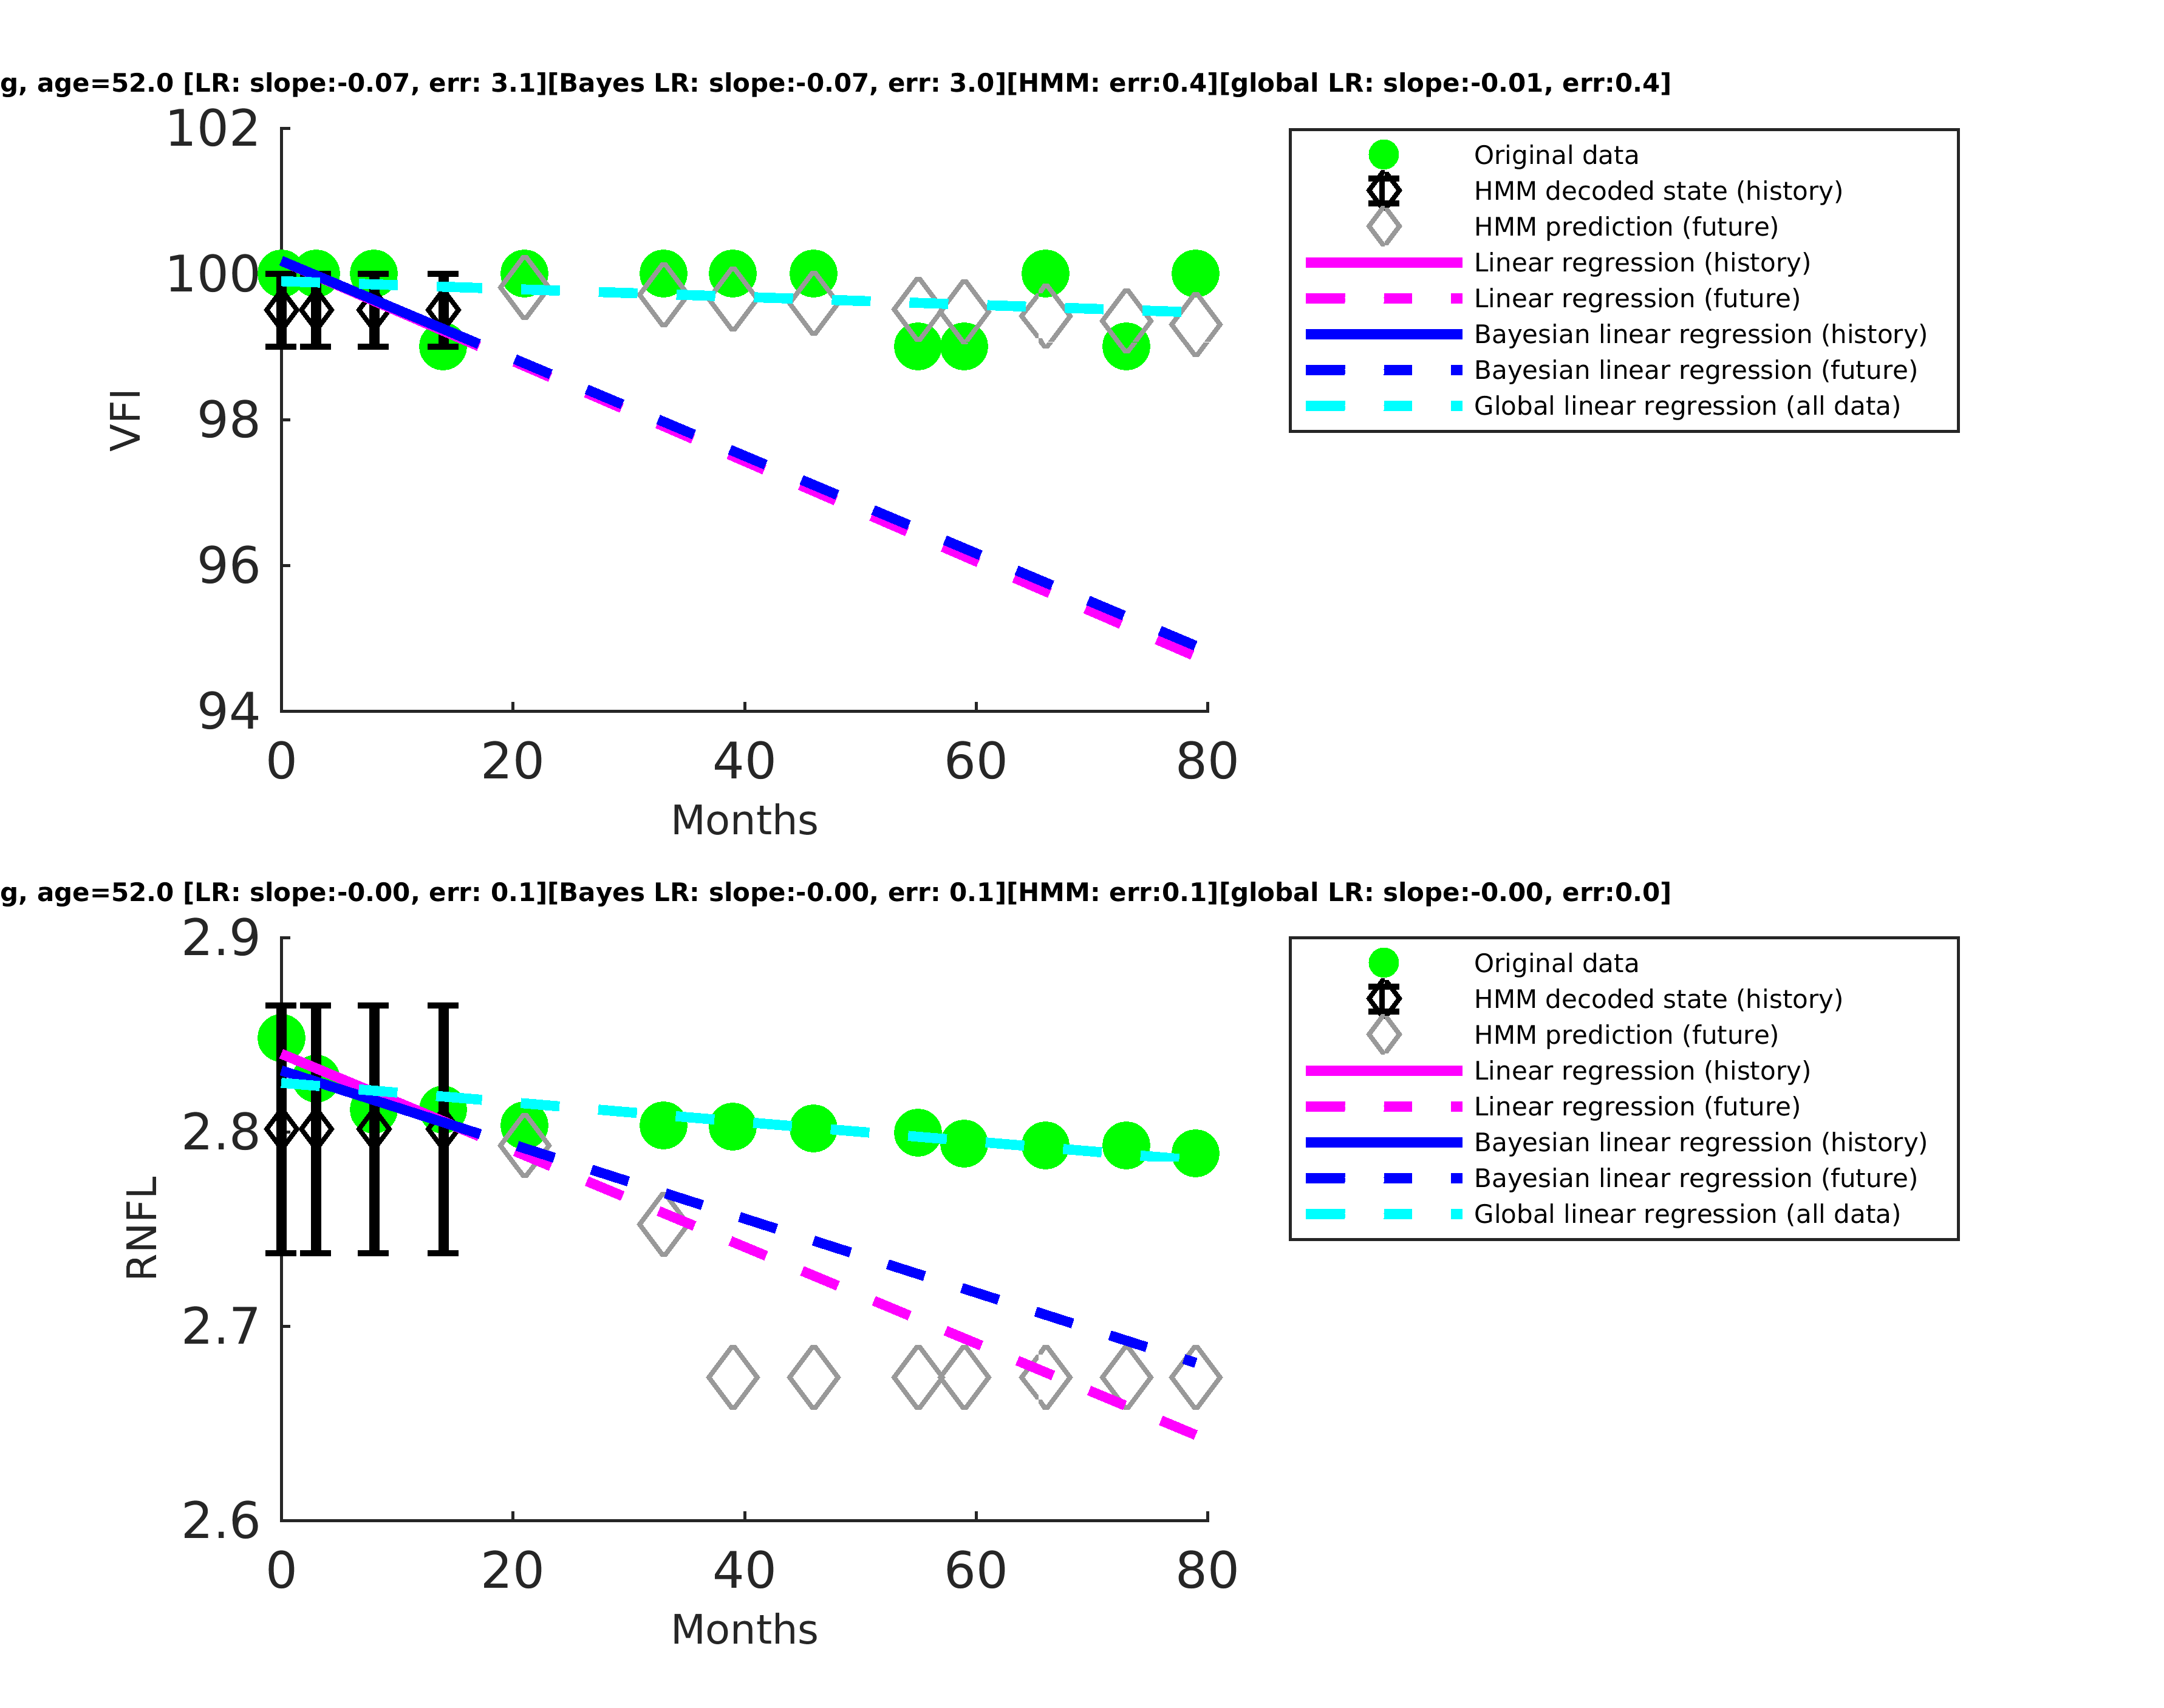 g, age=52.0 [LR: slope:-0.07, err: 3.1][Bayes LR: slope:-0.07, err: 3.0][HMM: err:0.4][global LR: slope:-0.01, err:0.4]
102
100
98
96
94
VFI
0 20 40 60 80
Months
Original data
HMM decoded state (history)
HMM prediction (future)
Linear regression (history)
Linear regression (future)
Bayesian linear regression (history)
Bayesian linear regression (future)
Global linear regression (all data)
g, age=52.0 [LR: slope:-0.00, err: 0.1][Bayes LR: slope:-0.00, err: 0.1][HMM: err:0.1][global LR: slope:-0.00, err:0.0]
2.9
2.8
2.7
2.6
RNFL
0 20 40 60 80
Months
Original data
HMM decoded state (history)
HMM prediction (future)
Linear regression (history)
Linear regression (future)
Bayesian linear regression (history)
Bayesian linear regression (future)
Global linear regression (all data)